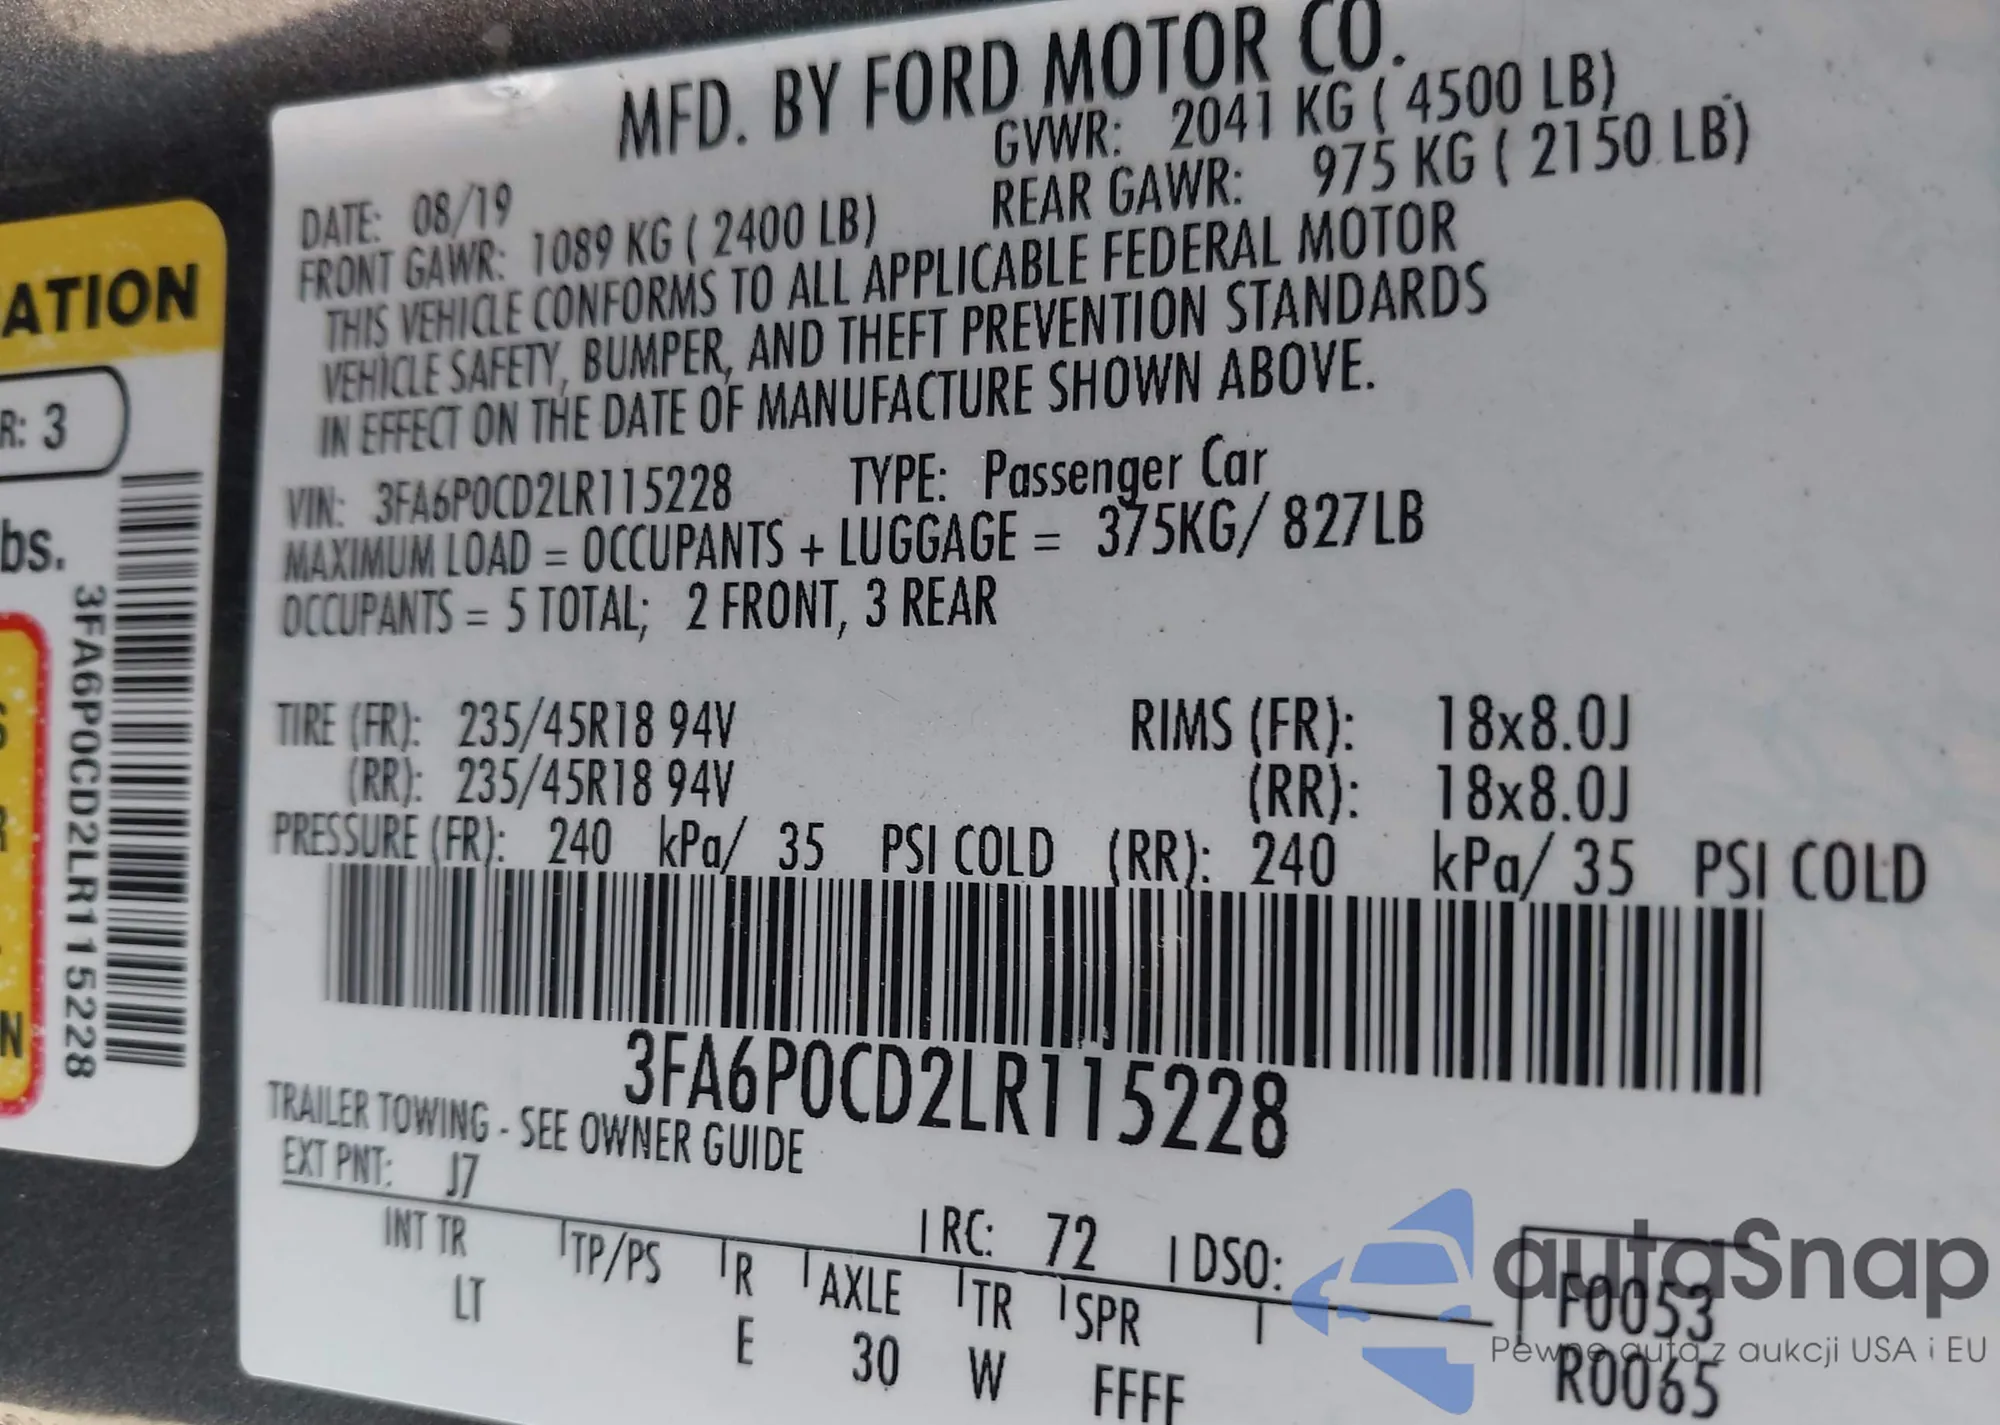 MFD. BY FORD MOTOR CO.
DATE: 08/19 GVWR: 2041 KG ( 4500 LB)
FRONT GAWR: 1089 KG ( 2400 LB) REAR GAWR: 975 KG ( 2150 LB)
THIS VEHICLE CONFORMS TO ALL APPLICABLE FEDERAL MOTOR
VEHICLE SAFETY, BUMPER, AND THEFT PREVENTION STANDARDS
IN EFFECT ON THE DATE OF MANUFACTURE SHOWN ABOVE.
VIN: 3FA6P0CD2LR115228 TYPE: Passenger Car
MAXIMUM LOAD = OCCUPANTS + LUGGAGE = 375KG/ 827LB
OCCUPANTS = 5 TOTAL; 2 FRONT, 3 REAR
TIRE (FR): 235/45R18 94V RIMS (FR): 18x8.0J
(RR): 235/45R18 94V (RR): 18x8.0J
PRESSURE (FR): 240 kPa/ 35 PSI COLD (RR): 240 kPa/ 35 PSI COLD
3FA6P0CD2LR115228
TRAILER TOWING - SEE OWNER GUIDE
EXT PNT: J7 RC: 72 DSO: F0053
INT TR TP/PS R AXLE TR SPR R0065
LT E 30 W FFFF
ATION
R: 3
bs.
3FA6P0CD2LR115228
S
R
N
autaSnap
Pewne auta z aukcji USA i EU